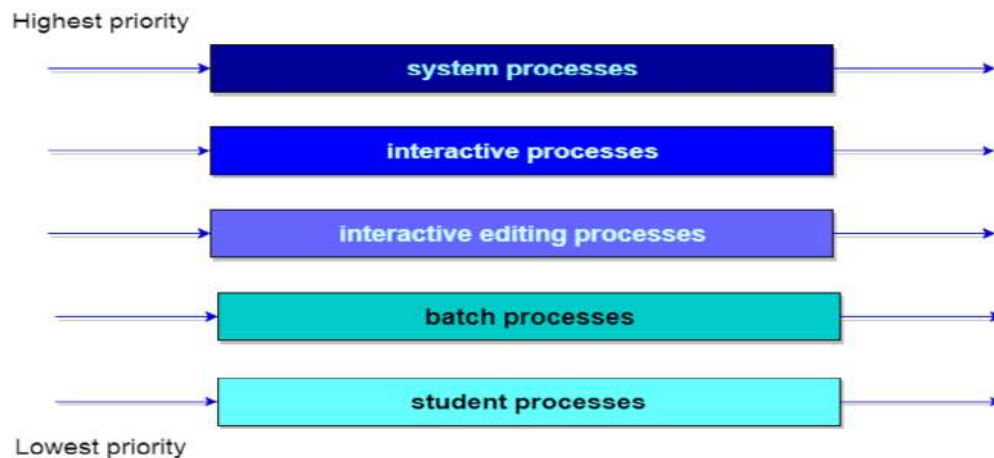 Highest priority
system processes
interactive processes
interactive editing processes
batch processes
student processes
Lowest priority